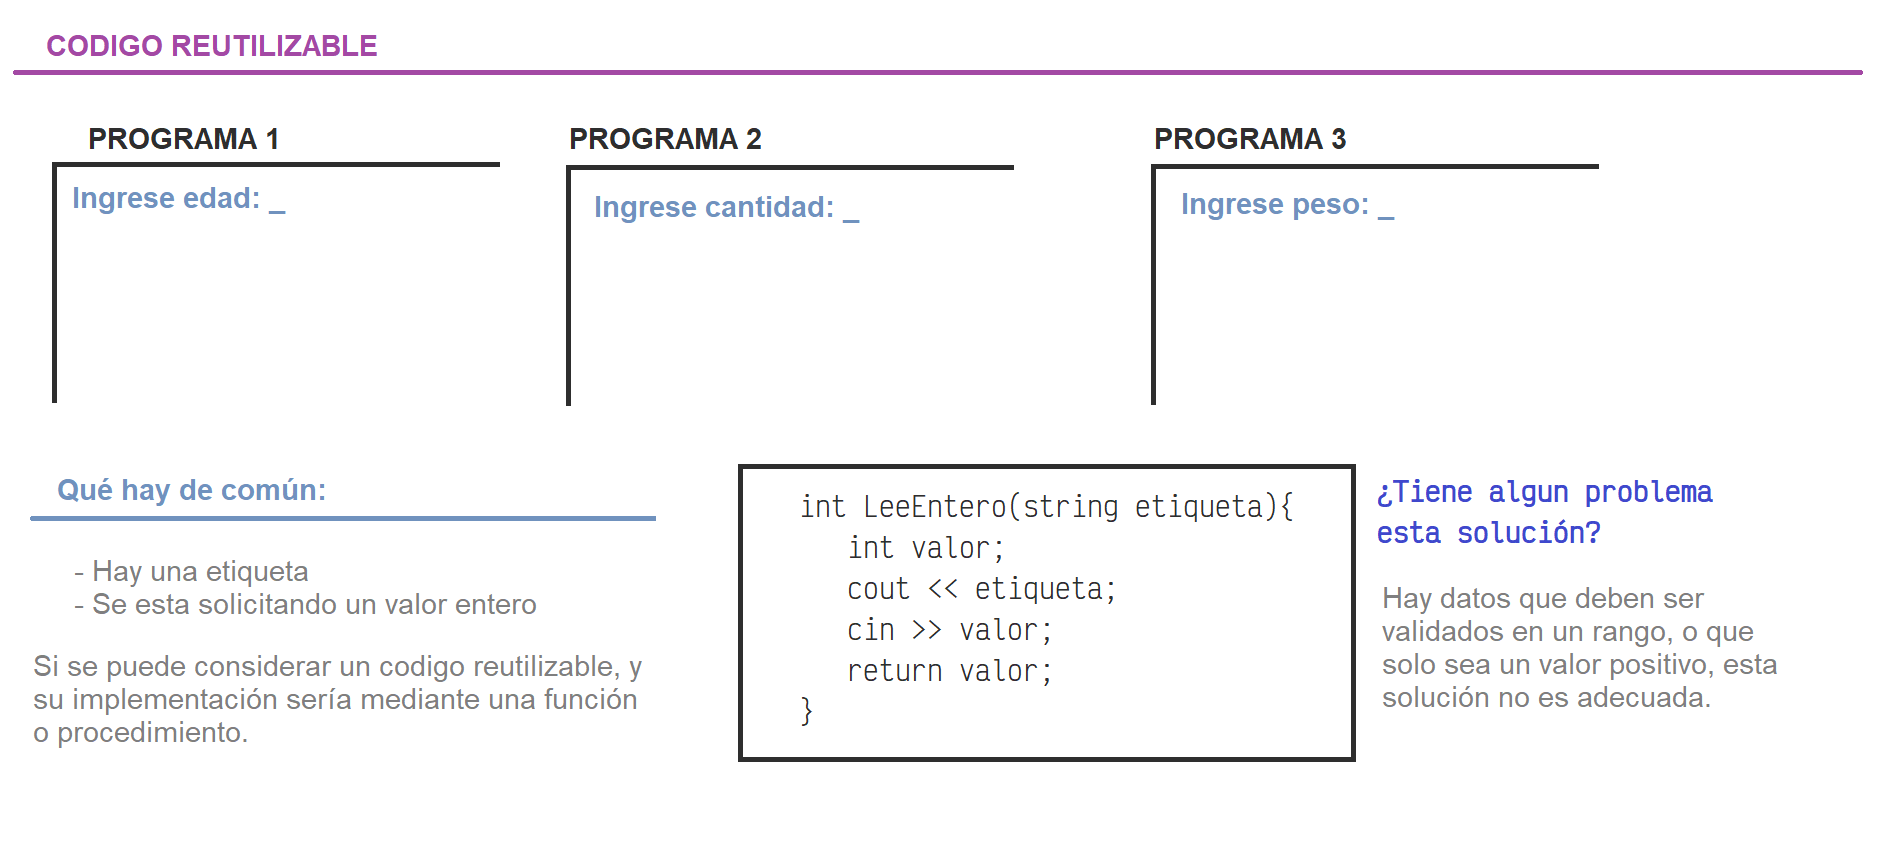 CODIGO REUTILIZABLE
PROGRAMA 1
Ingrese edad: _
PROGRAMA 2
Ingrese cantidad: _
PROGRAMA 3
Ingrese peso: _
Qué hay de común:
- Hay una etiqueta
- Se esta solicitando un valor entero
Si se puede considerar un codigo reutilizable, y
su implementación sería mediante una función
o procedimiento.
int LeeEntero(string etiqueta){
int valor;
cout << etiqueta;
cin >> valor;
return valor;
}
¿Tiene algun problema
esta solución?
Hay datos que deben ser
validados en un rango, o que
solo sea un valor positivo, esta
solución no es adecuada.